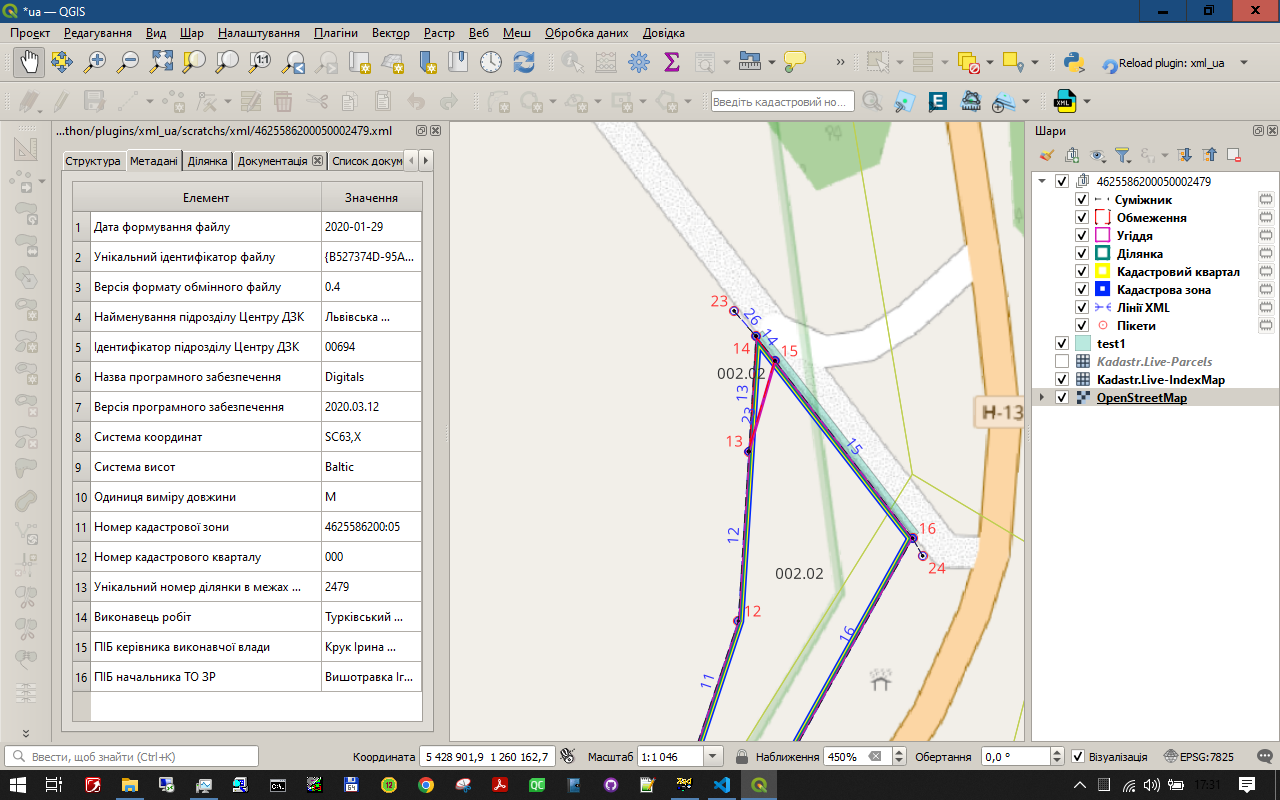 *ua — QGIS
Проєкт Редагування Вид Шар Налаштування Плагіни Вектор Растр Веб Меш Обробка даних Довідка
1:1 Σ » Reload plugin: xml_ua
Введіть кадастровий но E XML
...thon/plugins/xml_ua/scratchs/xml/4625586200050002479.xml
Структура Метадані Ділянка Документація Список докум
Елемент Значення
1 Дата формування файлу 2020-01-29
2 Унікальний ідентифікатор файлу {B527374D-95A...
3 Версія формату обмінного файлу 0.4
4 Найменування підрозділу Центру ДЗК Львівська ...
5 Ідентифікатор підрозділу Центру ДЗК 00694
6 Назва програмного забезпечення Digitals
7 Версія програмного забезпечення 2020.03.12
8 Система координат SC63,X
9 Система висот Baltic
10 Одиниця виміру довжини М
11 Номер кадастрової зони 4625586200:05
12 Номер кадастрового кварталу 000
13 Унікальний номер ділянки в межах ... 2479
14 Виконавець робіт Турківський ...
15 ПІБ керівника виконавчої влади Крук Ірина ...
16 ПІБ начальника ТО ЗР Вишотравка Іг...
23
26
14
14
15
002.02
13
23
13
15
Н-13
12
16
24
002.02
12
16
11
Шари
4625586200050002479
Суміжник
Обмеження
Угіддя
Ділянка
Кадастровий квартал
Кадастрова зона
Лінії XML
Пікети
test1
Kadastr.Live-Parcels
Kadastr.Live-IndexMap
OpenStreetMap
Ввести, щоб знайти (Ctrl+K) Координата 5 428 901,9 1 260 162,7 Масштаб 1:1 046 Наближення 450% Обертання 0,0 ° Візуалізація EPSG:7825
QC 64 12 17:31